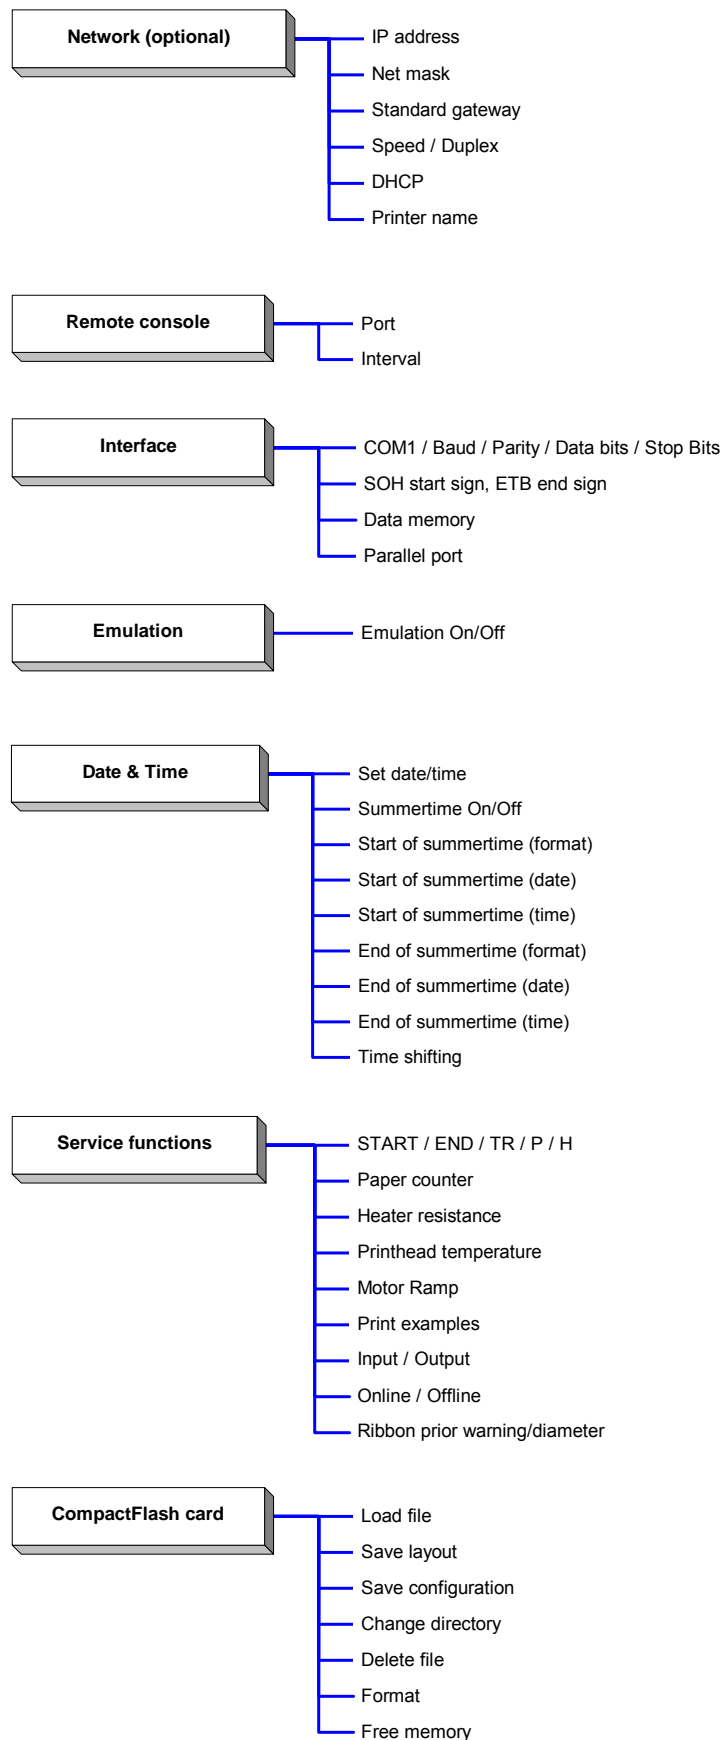 Network (optional)
IP address
Net mask
Standard gateway
Speed / Duplex
DHCP
Printer name
Remote console
Port
Interval
Interface
COM1 / Baud / Parity / Data bits / Stop Bits
SOH start sign, ETB end sign
Data memory
Parallel port
Emulation
Emulation On/Off
Date & Time
Set date/time
Summertime On/Off
Start of summertime (format)
Start of summertime (date)
Start of summertime (time)
End of summertime (format)
End of summertime (date)
End of summertime (time)
Time shifting
Service functions
START / END / TR / P / H
Paper counter
Heater resistance
Printhead temperature
Motor Ramp
Print examples
Input / Output
Online / Offline
Ribbon prior warning/diameter
CompactFlash card
Load file
Save layout
Save configuration
Change directory
Delete file
Format
Free memory